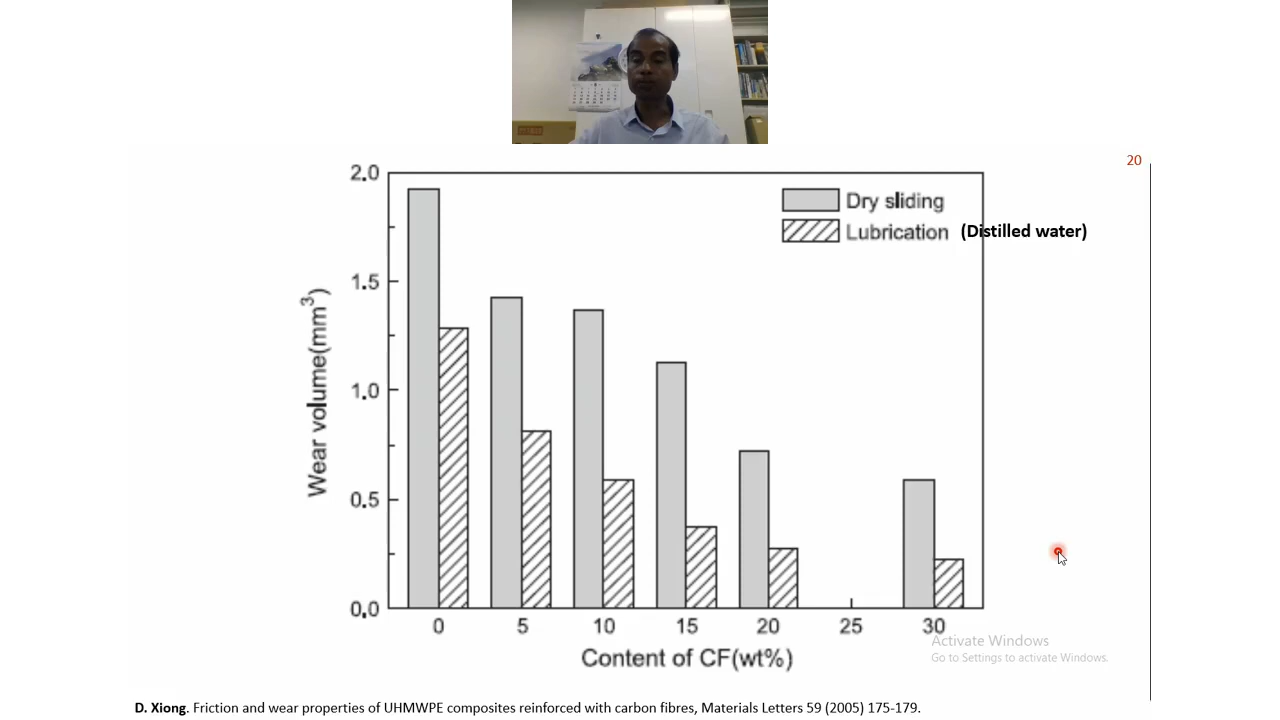 20
2.0
1.5
1.0
0.5
0.0
Wear volume(mm³)
Dry sliding
Lubrication (Distilled water)
0 5 10 15 20 25 30
Content of CF(wt%)
Activate Windows
Go to Settings to activate Windows.
D. Xiong. Friction and wear properties of UHMWPE composites reinforced with carbon fibres, Materials Letters 59 (2005) 175-179.